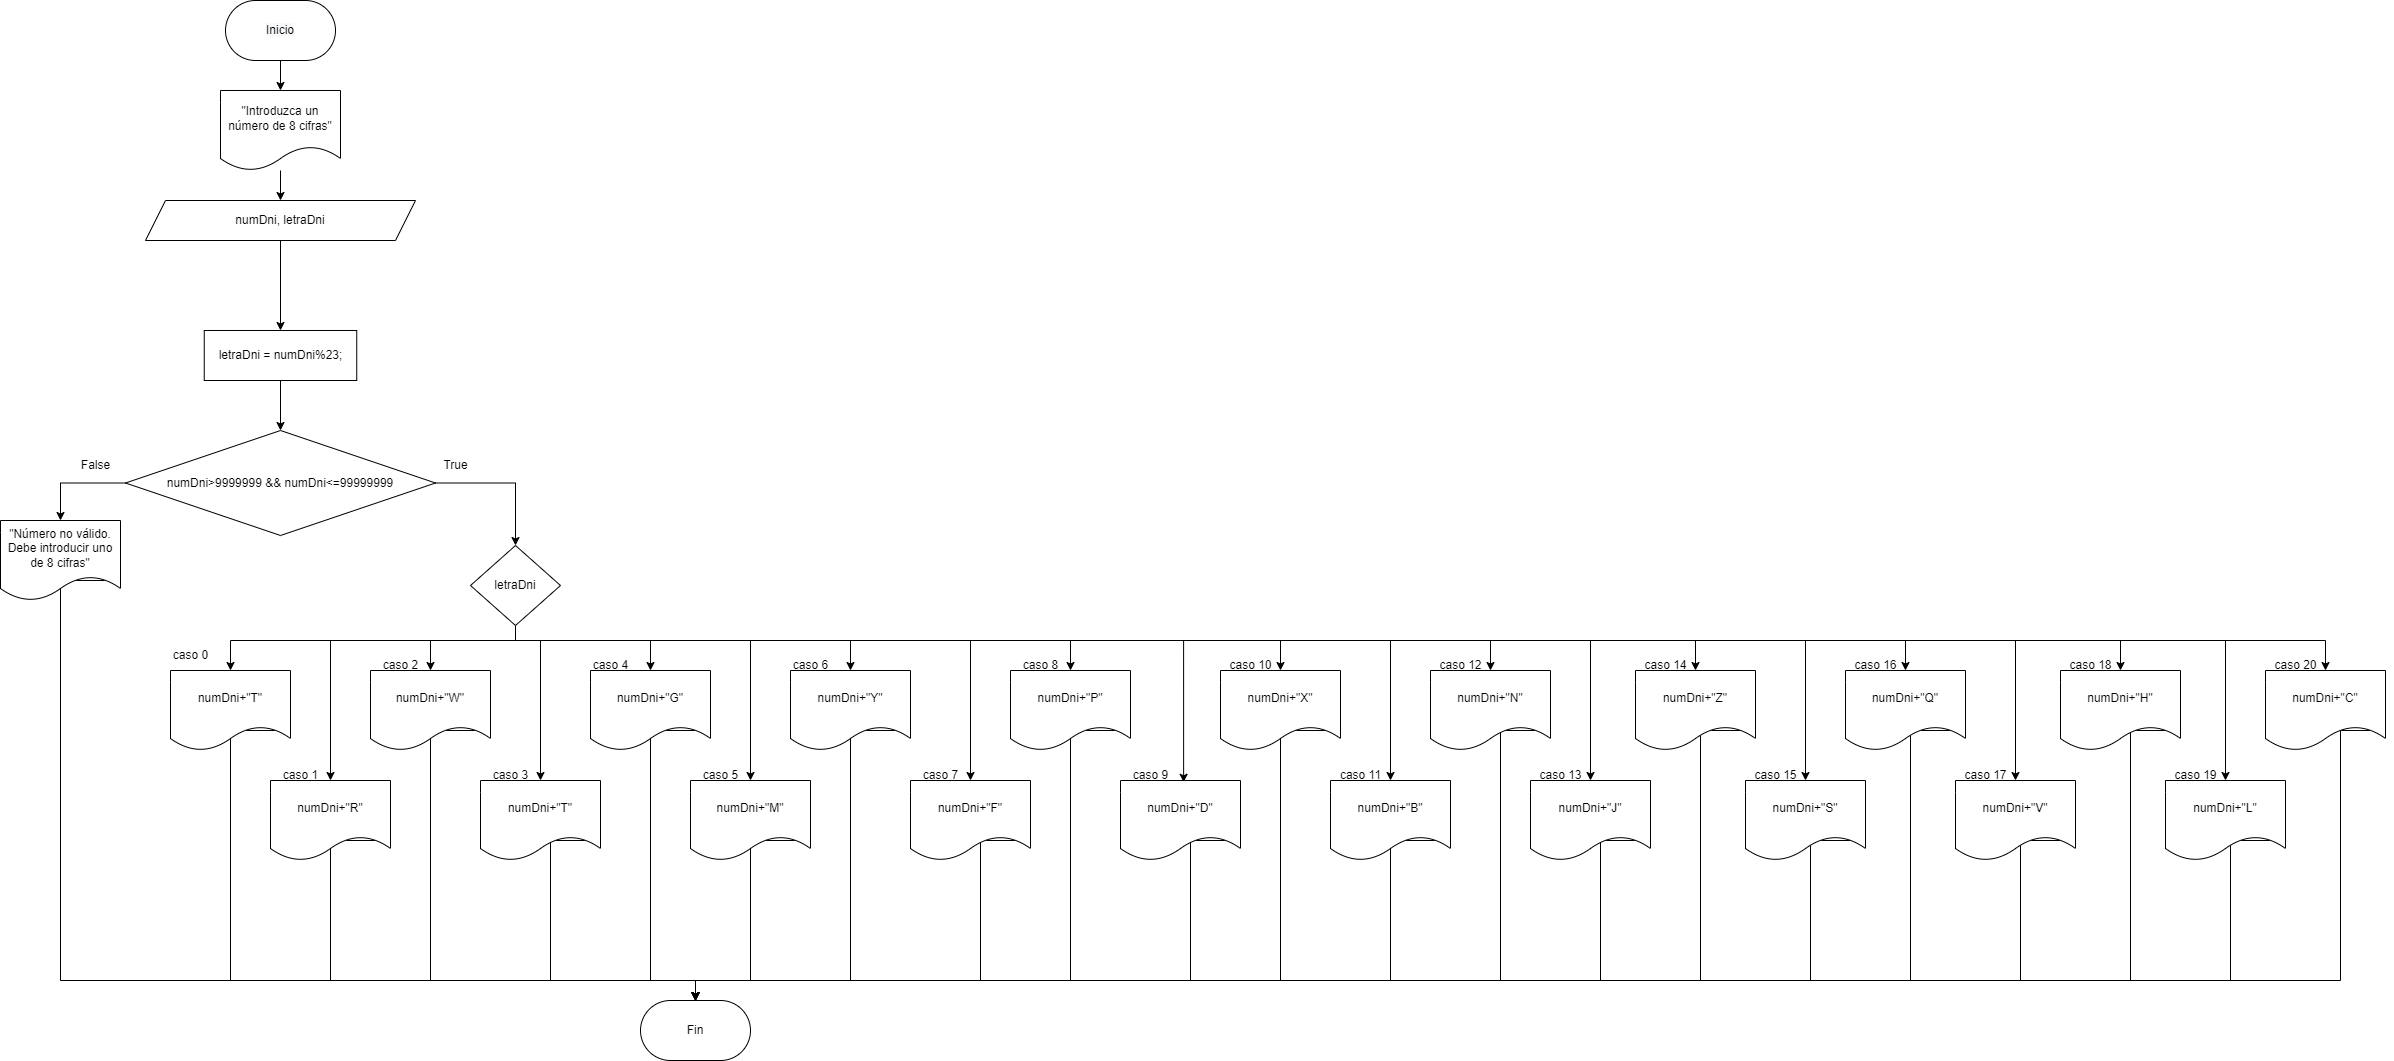 Inicio
"Introduzca un
número de 8 cifras"
numDni, letraDni
letraDni = numDni%23;
False
True
numDni>9999999 && numDni<=99999999
"Número no válido.
Debe introducir uno
de 8 cifras"
letraDni
caso 0
caso 2
caso 4
caso 6
caso 8
caso 10
caso 12
caso 14
caso 16
caso 18
caso 20
numDni+"T"
numDni+"W"
numDni+"G"
numDni+"Y"
numDni+"P"
numDni+"X"
numDni+"N"
numDni+"Z"
numDni+"Q"
numDni+"H"
numDni+"C"
caso 1
caso 3
caso 5
caso 7
caso 9
caso 11
caso 13
caso 15
caso 17
caso 19
numDni+"R"
numDni+"T"
numDni+"M"
numDni+"F"
numDni+"D"
numDni+"B"
numDni+"J"
numDni+"S"
numDni+"V"
numDni+"L"
Fin